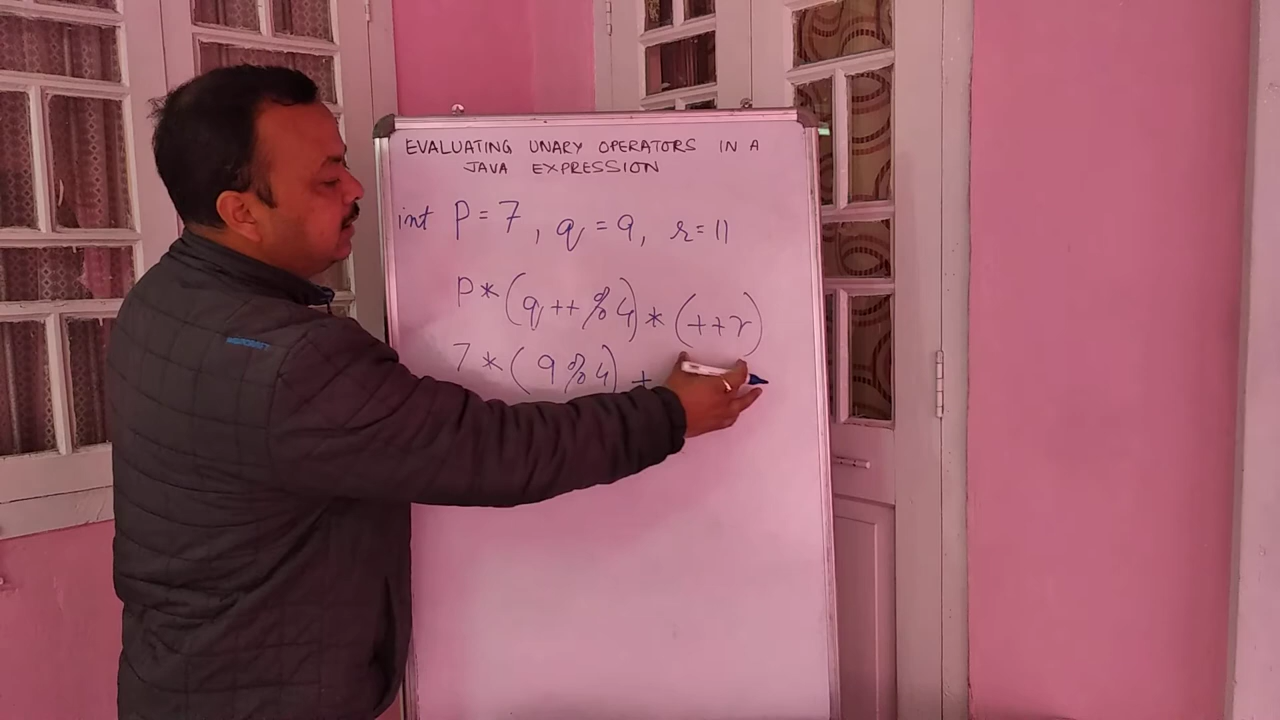 EVALUATING UNARY OPERATORS IN A
JAVA EXPRESSION
int P = 7, q = 9, r = 11
P * (q ++ % 4) * (++r)
7 * (9 % 4) +